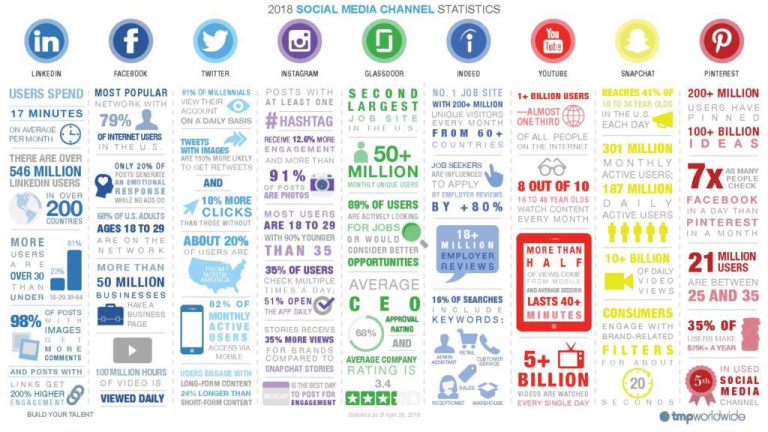 2018 SOCIAL MEDIA CHANNEL STATISTICS
in
LINKEDIN
USERS SPEND
17 MINUTES
ON AVERAGE
PER MONTH
THERE ARE OVER
546 MILLION
LINKEDIN USERS
IN OVER
200
COUNTRIES
MORE
USERS
ARE
OVER 30
THAN
UNDER
23%
61%
18-29 30-64
98% OF POSTS
WITH
IMAGES
GET
MORE
COMMENTS
AND POSTS WITH
LINKS GET
200% HIGHER
ENGAGEMENT
f
FACEBOOK
MOST POPULAR
NETWORK WITH
79%
OF INTERNET
USERS
IN THE U.S.
ONLY 20% OF
POSTS GENERATE
AN EMOTIONAL
RESPONSE
WHILE NO ADS DO
68% OF U.S. ADULTS
AGES 18 TO 29
ARE ON THE
NETWORK
MORE THAN
50 MILLION
BUSINESSES
HAVE A
BUSINESS
PAGE
100 MILLION
HOURS OF VIDEO IS
VIEWED DAILY
TWITTER
81% OF MILLENNIALS
VIEW THEIR
ACCOUNT
ON A DAILY BASIS
TWEETS
WITH IMAGES
ARE 150% MORE LIKELY
TO GET RETWEETS
AND
18% MORE
CLICKS
THAN THOSE WITHOUT
ABOUT 20%
OF USERS ARE
FROM
NORTH
AMERICA
82% OF
MONTHLY
ACTIVE
USERS
ACCESS VIA
MOBILE
USERS ENGAGE WITH
LONG-FORM CONTENT
24% LONGER THAN
SHORT-FORM CONTENT
INSTAGRAM
POSTS WITH
AT LEAST ONE
#HASHTAG
RECEIVE 12.6% MORE
ENGAGEMENT
AND MORE THAN
91%
OF POSTS
ARE PHOTOS
MOST USERS
ARE 18 TO 29
WITH 90% YOUNGER
THAN 35
35% OF USERS
CHECK MULTIPLE
TIMES A DAY;
51% OPEN
THE APP DAILY
STORIES RECEIVE
35% MORE VIEWS
FOR BRANDS
COMPARED TO
SNAPCHAT STORIES
MONDAY
IS THE BEST DAY
TO POST FOR
ENGAGEMENT
GLASSDOOR
SECOND
LARGEST
JOB SITE
IN THE U.S.
50+
MILLION
MONTHLY UNIQUE USERS
89% OF USERS
ARE ACTIVELY LOOKING
FOR JOBS
OR WOULD
CONSIDER BETTER
OPPORTUNITIES
AVERAGE
CEO
68%
APPROVAL
RATING
AND
AVERAGE COMPANY
RATING IS
3.4
INDEED
NO. 1 JOB SITE
WITH 200+ MILLION
UNIQUE VISITORS
EVERY MONTH
FROM 60+
COUNTRIES
JOB SEEKERS
ARE INFLUENCED
TO APPLY
BY EMPLOYER REVIEWS
BY +80%
18+
MILLION
EMPLOYER
REVIEWS
16% OF SEARCHES
INCLUDE
KEYWORDS:
ADMIN
ASSISTANT
RETAIL
CUSTOMER
SERVICE
SALES
RECEPTIONIST
WAREHOUSE
You
Tube
YOUTUBE
1+ BILLION USERS
—ALMOST
ONE THIRD
OF ALL
PEOPLE ON THE
INTERNET
8 OUT OF 10
18 TO 49 YEAR OLDS
WATCH CONTENT
EVERY MONTH
MORE THAN
HALF
OF VIEWS COME
FROM MOBILE
AND AVERAGE SESSION
LASTS 40+
MINUTES
5+
BILLION
VIDEOS ARE WATCHED
EVERY SINGLE DAY
SNAPCHAT
REACHES 41% OF
18 TO 34 YEAR OLDS
IN THE U.S.
EACH DAY
301
MILLION
MONTHLY
ACTIVE USERS;
187 MILLION
DAILY
ACTIVE USERS
10+
BILLION
OF DAILY
VIDEO
VIEWS
CONSUMERS
ENGAGE WITH
BRAND-RELATED
FILTERS
FOR ABOUT
20
SECONDS
PINTEREST
200+ MILLION
USERS HAVE
PINNED
100+ BILLION
IDEAS
7X
AS MANY
PEOPLE
CHECK
FACEBOOK
IN A DAY THAN
PINTEREST
IN A MONTH
21 MILLION
USERS
ARE BETWEEN
25 AND 35
35% OF
USERS MAKE
$75K+ A YEAR
5th
MOST
IN USED
SOCIAL
MEDIA
CHANNEL
BUILD YOUR TALENT
Statistics as of April 26, 2018
tmpworldwide